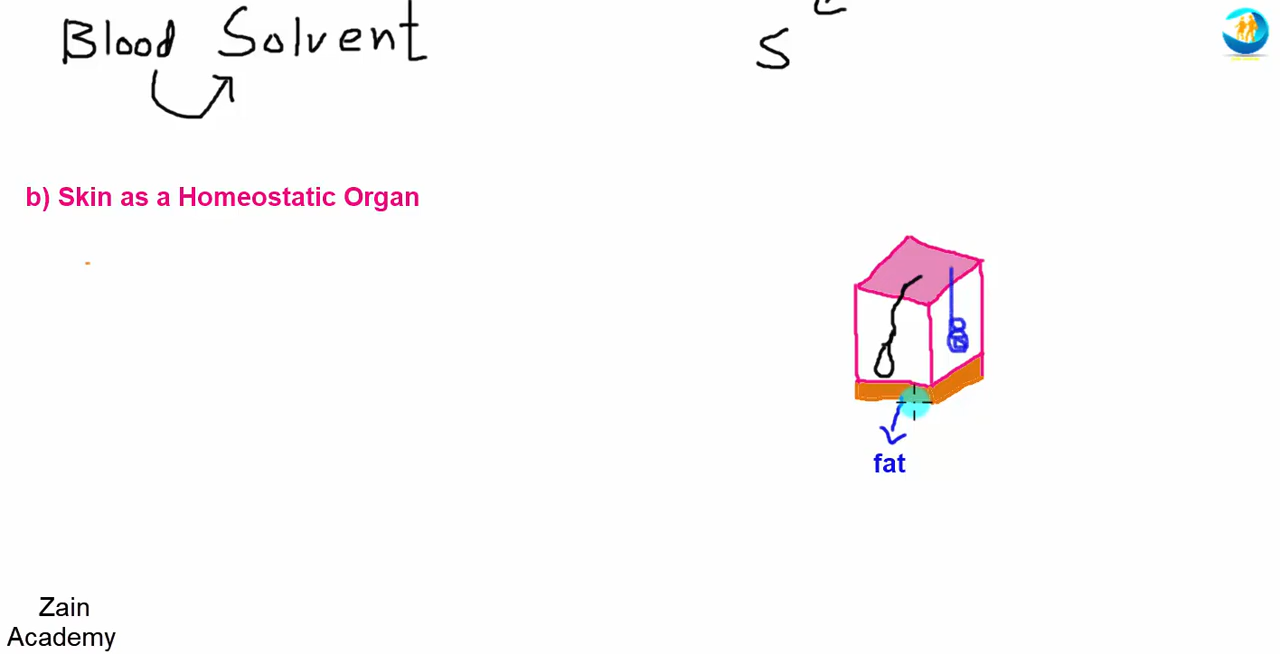 Blood Solvent
S
b) Skin as a Homeostatic Organ
fat
Zain
Academy